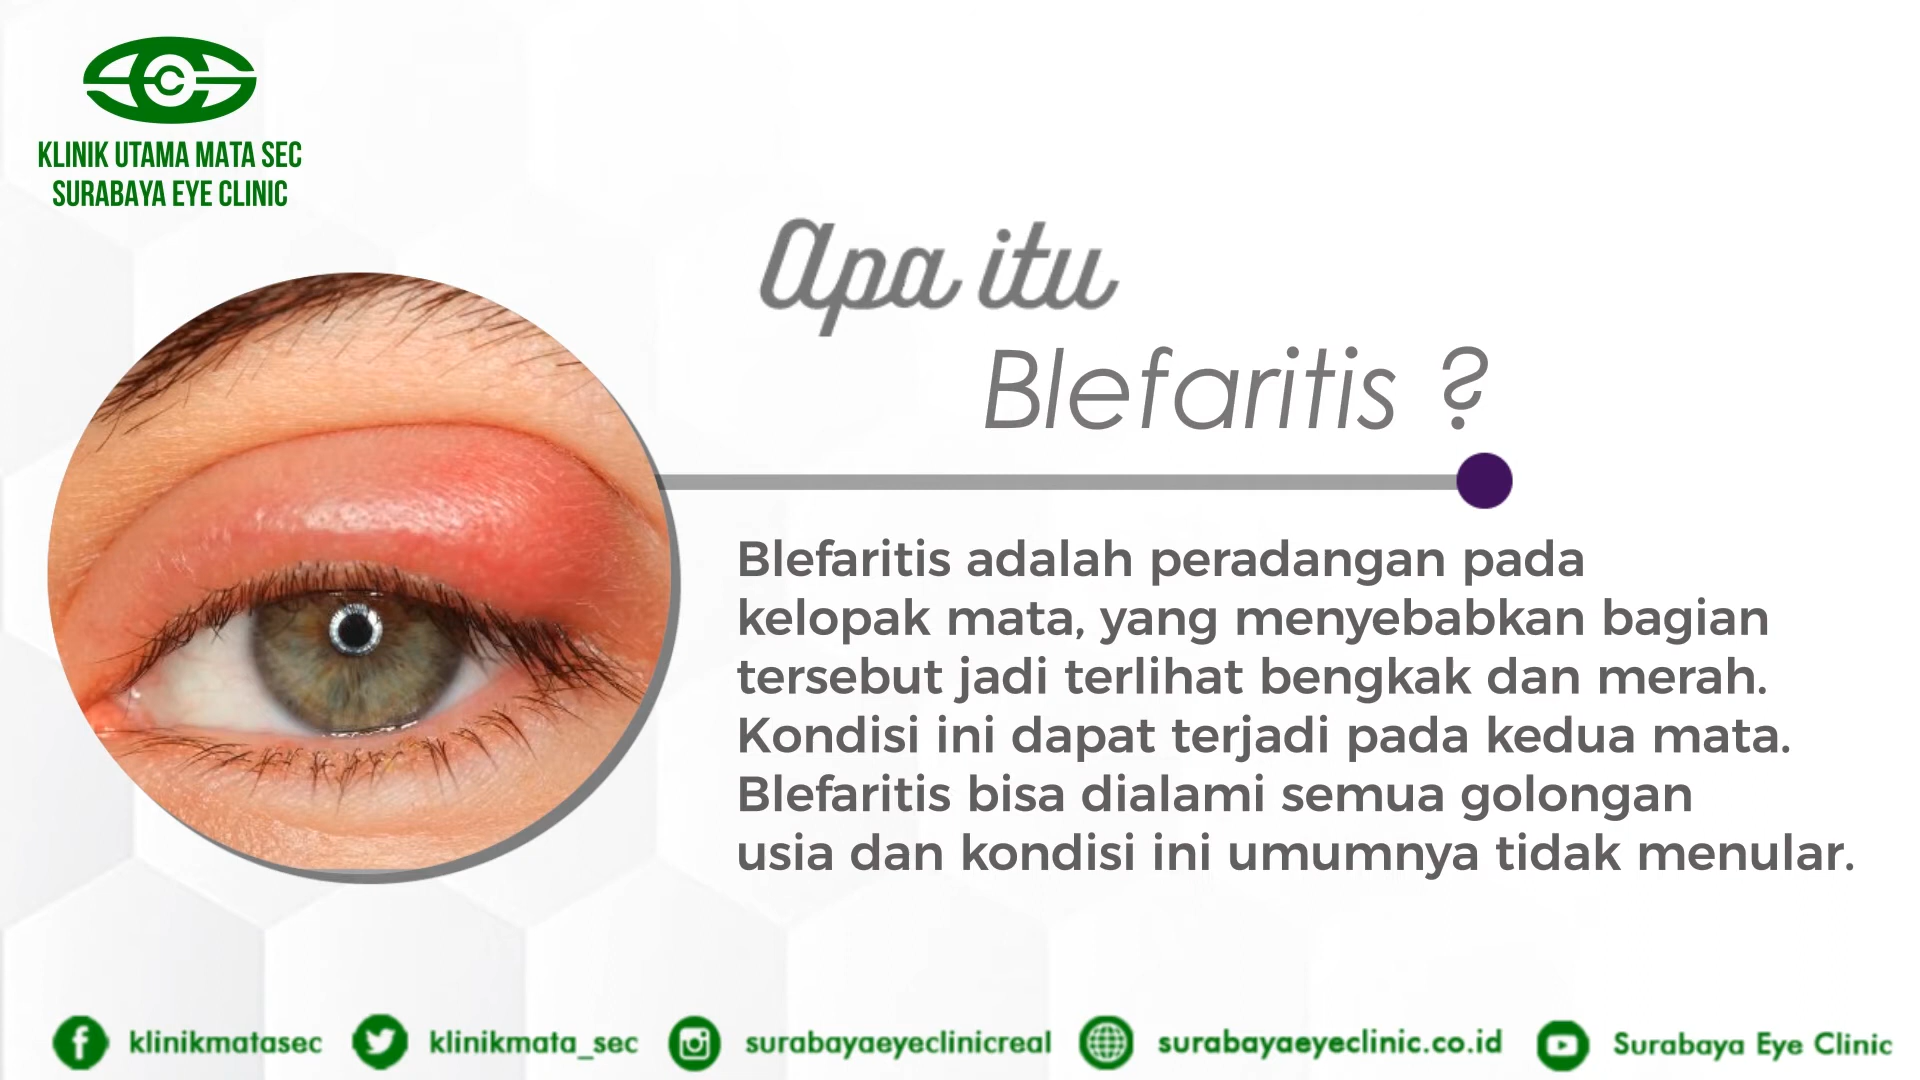 KLINIK UTAMA MATA SEC
SURABAYA EYE CLINIC
Apa itu
Blefaritis ?
Blefaritis adalah peradangan pada
kelopak mata, yang menyebabkan bagian
tersebut jadi terlihat bengkak dan merah.
Kondisi ini dapat terjadi pada kedua mata.
Blefaritis bisa dialami semua golongan
usia dan kondisi ini umumnya tidak menular.
klinikmatasec klinikmata_sec surabayaeyeclinicreal surabayaeyeclinic.co.id Surabaya Eye Clinic